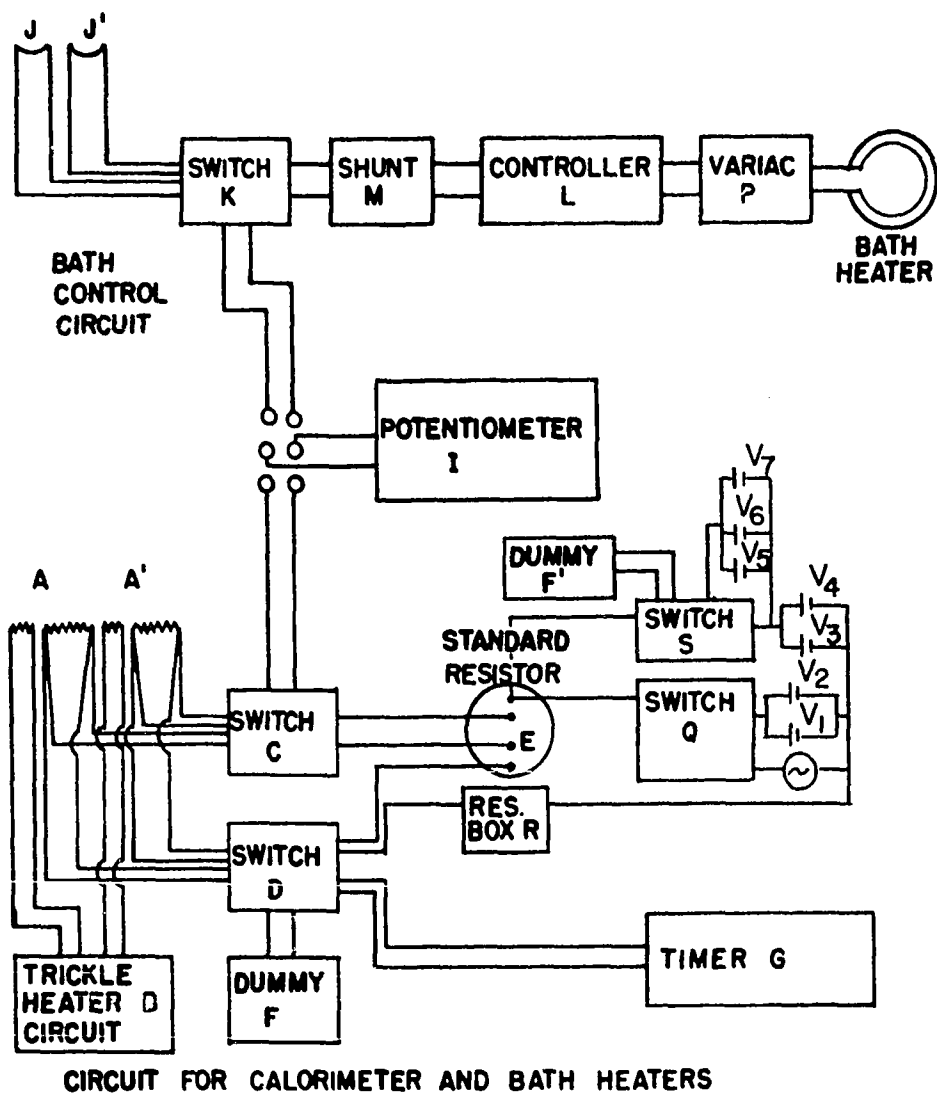 J J'
SWITCH
K
SHUNT
M
CONTROLLER
L
VARIAC
P
BATH
HEATER
BATH
CONTROL
CIRCUIT
POTENTIOMETER
I
V7
V6
V5
DUMMY
F'
V4
V3
SWITCH
S
A A'
STANDARD
RESISTOR
V2
V1
SWITCH
Q
SWITCH
C
E
RES.
BOX R
SWITCH
D
TIMER G
TRICKLE
HEATER D
CIRCUIT
DUMMY
F
CIRCUIT FOR CALORIMETER AND BATH HEATERS